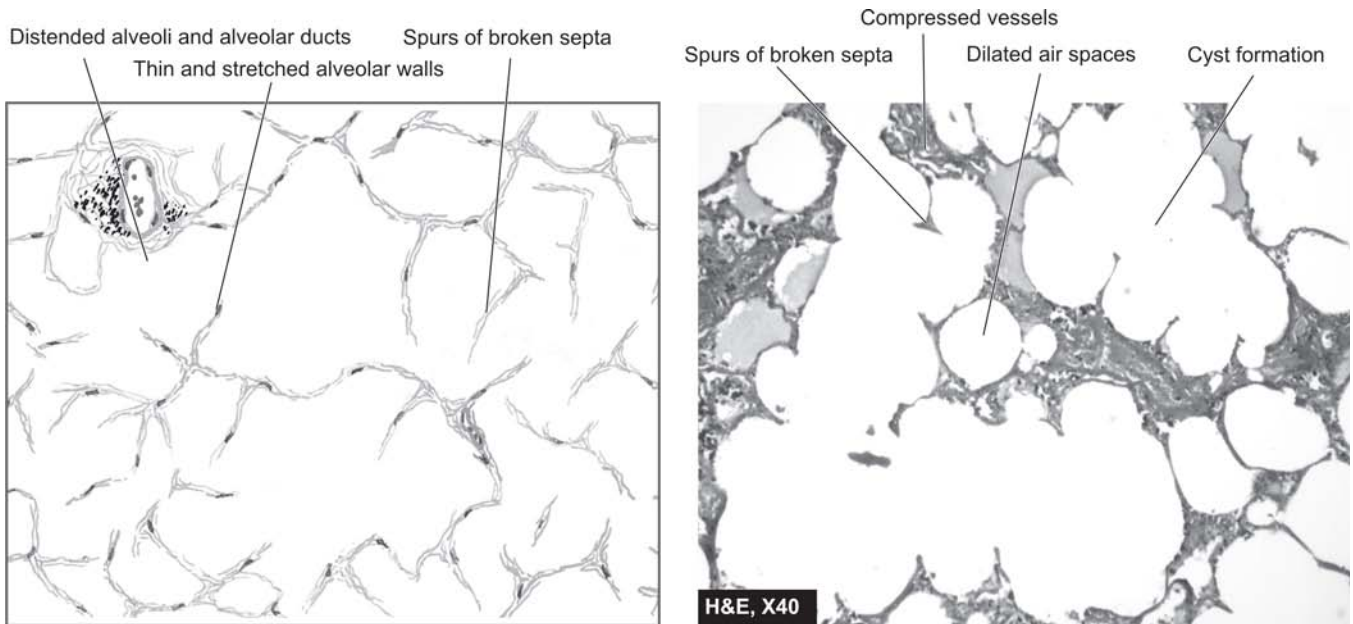 Distended alveoli and alveolar ducts
Spurs of broken septa
Thin and stretched alveolar walls
Compressed vessels
Spurs of broken septa
Dilated air spaces
Cyst formation
H&E, X40